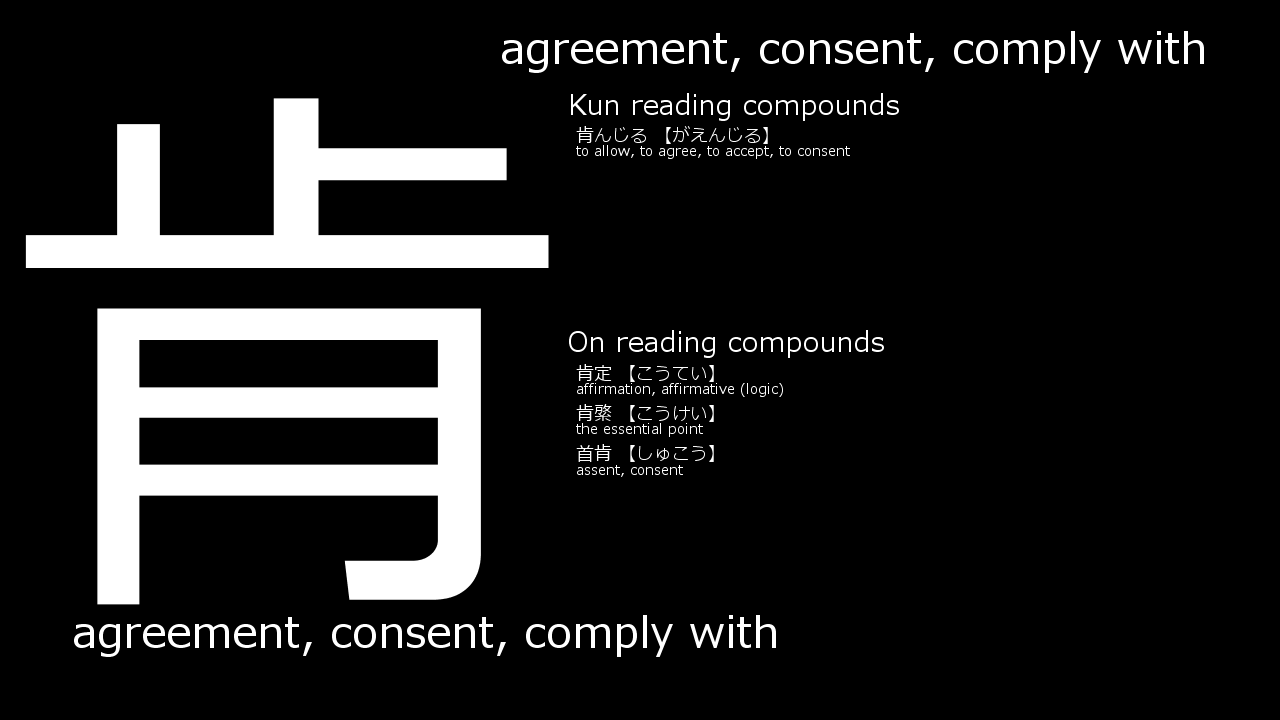 agreement, consent, comply with
肯
Kun reading compounds
肯んじる 【がえんじる】
to allow, to agree, to accept, to consent
On reading compounds
肯定 【こうてい】
affirmation, affirmative (logic)
肯綮 【こうけい】
the essential point
首肯 【しゅこう】
assent, consent
agreement, consent, comply with